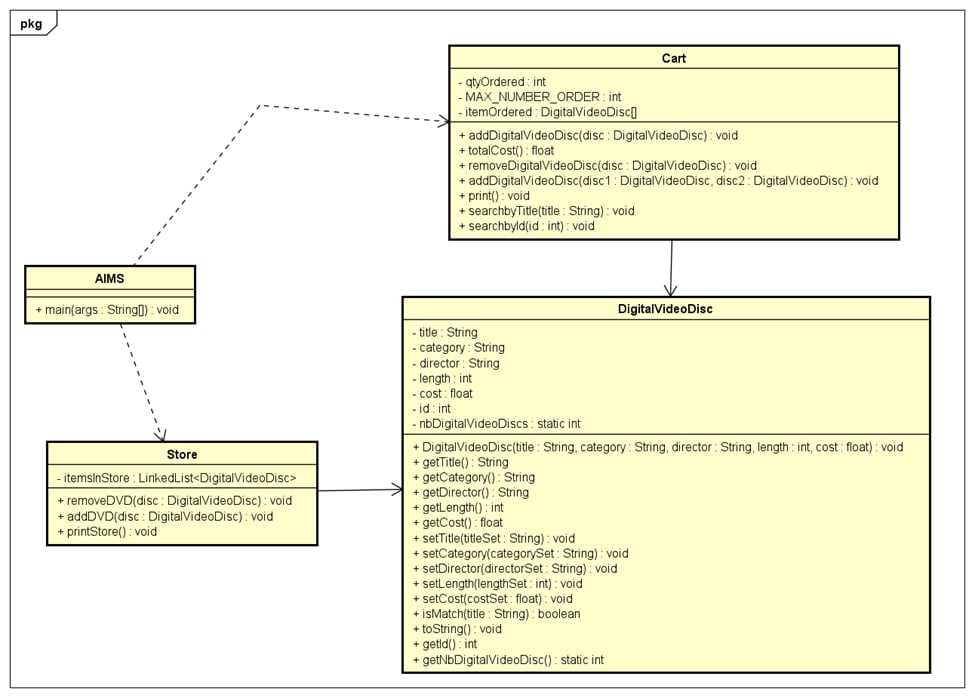 pkg
Cart
- qtyOrdered : int
- MAX_NUMBER_ORDER : int
- itemOrdered : DigitalVideoDisc[]
+ addDigitalVideoDisc(disc : DigitalVideoDisc) : void
+ totalCost() : float
+ removeDigitalVideoDisc(disc : DigitalVideoDisc) : void
+ addDigitalVideoDisc(disc1 : DigitalVideoDisc, disc2 : DigitalVideoDisc) : void
+ print() : void
+ searchbyTitle(title : String) : void
+ searchbyId(id : int) : void
AIMS
+ main(args : String[]) : void
DigitalVideoDisc
- title : String
- category : String
- director : String
- length : int
- cost : float
- id : int
- nbDigitalVideoDiscs : static int
+ DigitalVideoDisc(title : String, category : String, director : String, length : int, cost : float) : void
+ getTitle() : String
+ getCategory() : String
+ getDirector() : String
+ getLength() : int
+ getCost() : float
+ setTitle(titleSet : String) : void
+ setCategory(categorySet : String) : void
+ setDirector(directorSet : String) : void
+ setLength(lengthSet : int) : void
+ setCost(costSet : float) : void
+ isMatch(title : String) : boolean
+ toString() : void
+ getId() : int
+ getNbDigitalVideoDisc() : static int
Store
- itemsInStore : LinkedList<DigitalVideoDisc>
+ removeDVD(disc : DigitalVideoDisc) : void
+ addDVD(disc : DigitalVideoDisc) : void
+ printStore() : void